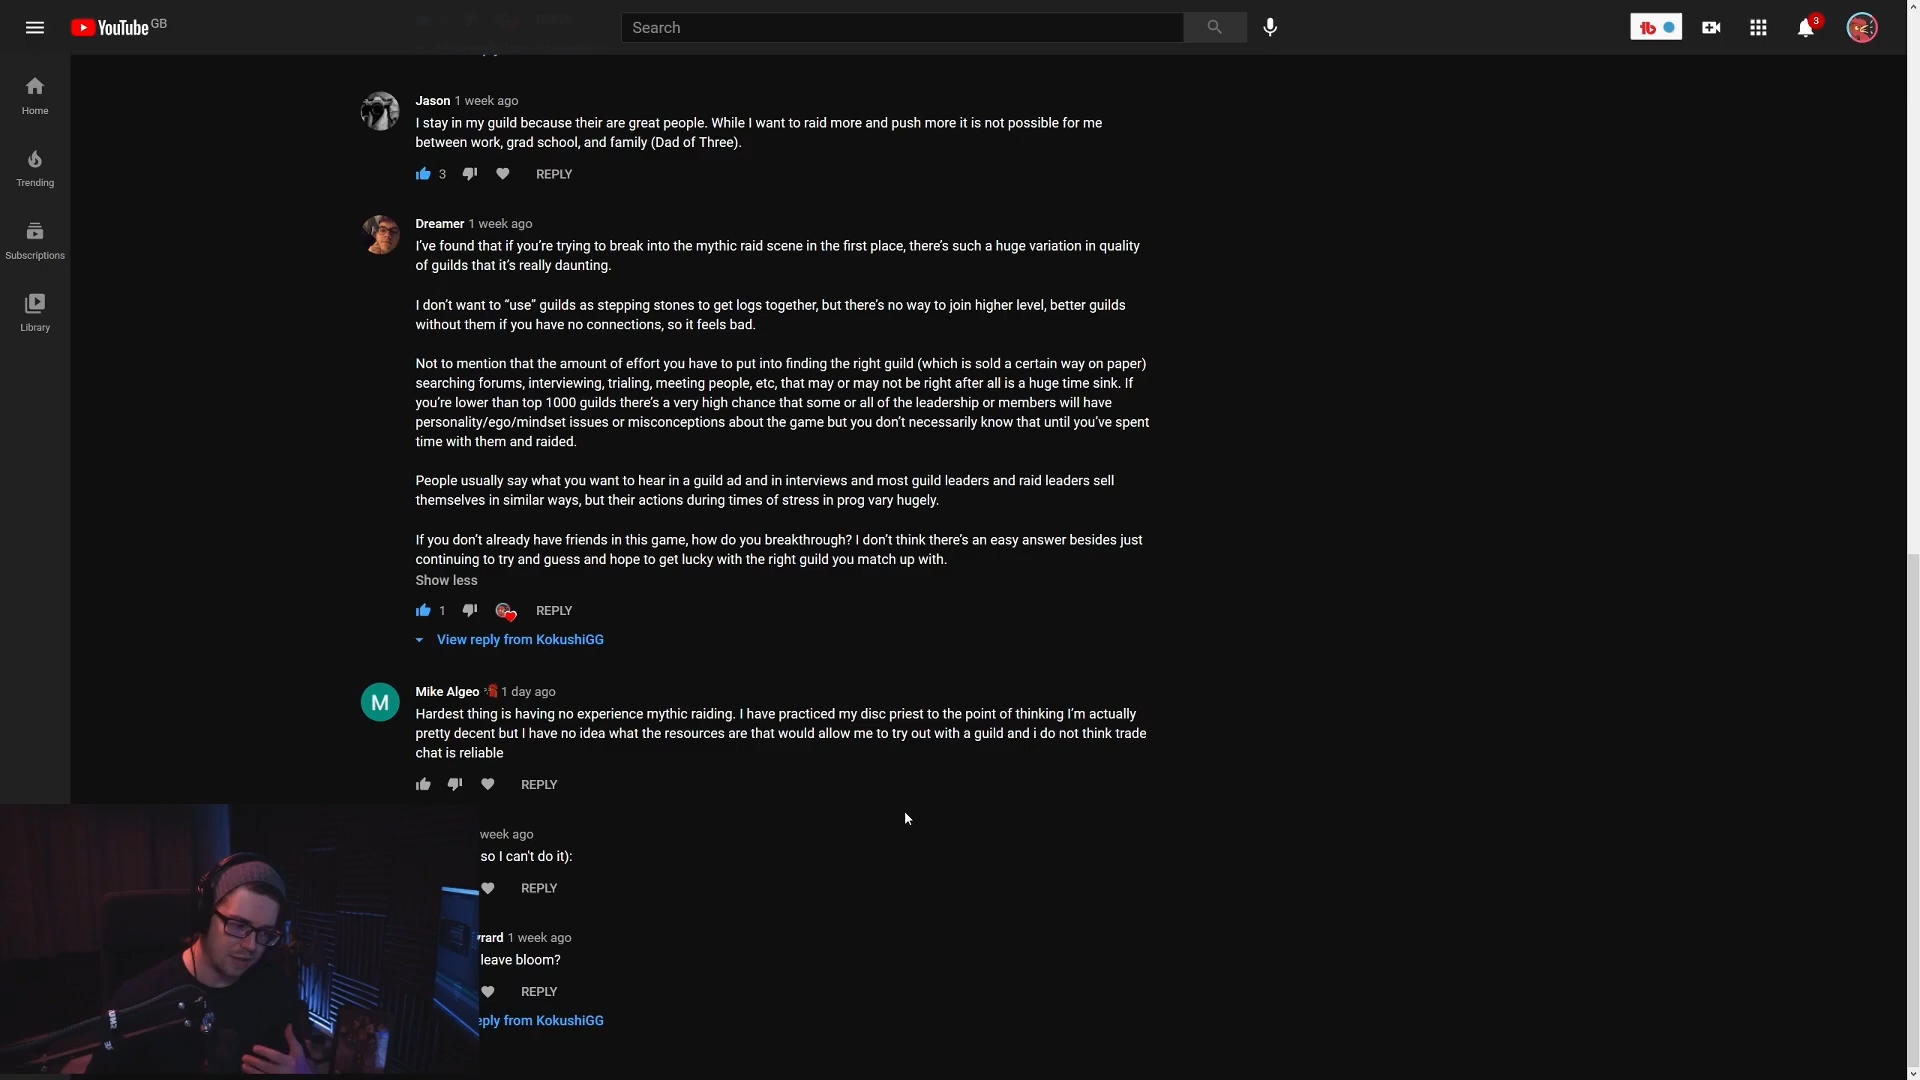 YouTube GB
Search
3
Home
Trending
Subscriptions
Library
Jason 1 week ago
I stay in my guild because their are great people. While I want to raid more and push more it is not possible for me
between work, grad school, and family (Dad of Three).
3 REPLY
Dreamer 1 week ago
I've found that if you're trying to break into the mythic raid scene in the first place, there's such a huge variation in quality
of guilds that it's really daunting.
I don't want to “use” guilds as stepping stones to get logs together, but there's no way to join higher level, better guilds
without them if you have no connections, so it feels bad.
Not to mention that the amount of effort you have to put into finding the right guild (which is sold a certain way on paper)
searching forums, interviewing, trialing, meeting people, etc, that may or may not be right after all is a huge time sink. If
you're lower than top 1000 guilds there's a very high chance that some or all of the leadership or members will have
personality/ego/mindset issues or misconceptions about the game but you don't necessarily know that until you've spent
time with them and raided.
People usually say what you want to hear in a guild ad and in interviews and most guild leaders and raid leaders sell
themselves in similar ways, but their actions during times of stress in prog vary hugely.
If you don't already have friends in this game, how do you breakthrough? I don't think there's an easy answer besides just
continuing to try and guess and hope to get lucky with the right guild you match up with.
Show less
1 REPLY
View reply from KokushiGG
M
Mike Algeo 1 day ago
Hardest thing is having no experience mythic raiding. I have practiced my disc priest to the point of thinking I'm actually
pretty decent but I have no idea what the resources are that would allow me to try out with a guild and i do not think trade
chat is reliable
REPLY
week ago
so I can't do it):
REPLY
yrard 1 week ago
leave bloom?
REPLY
eply from KokushiGG